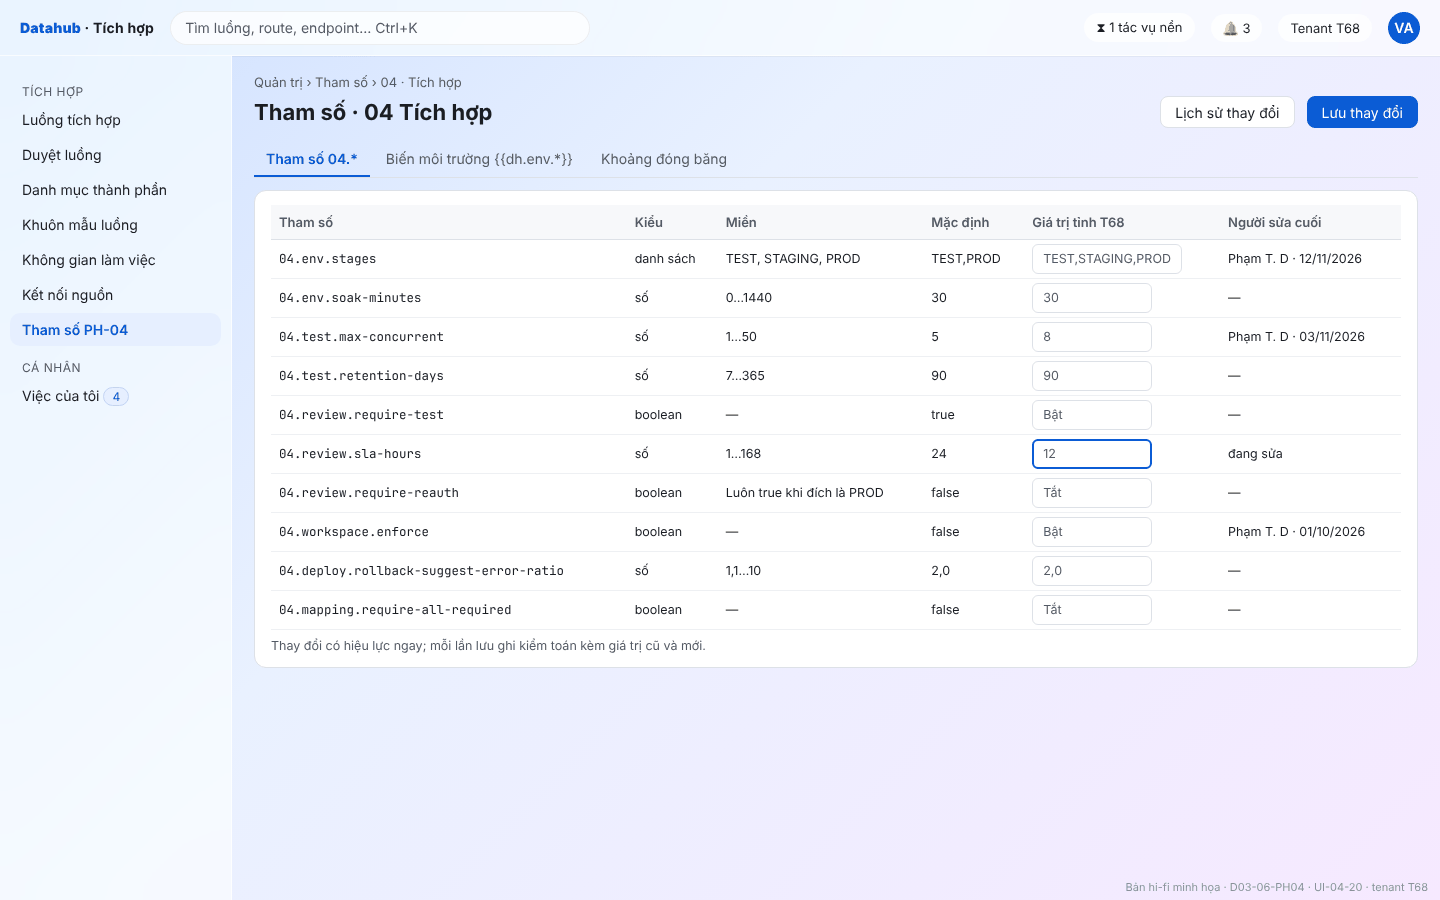 Datahub · Tích hợp
Tìm luồng, route, endpoint... Ctrl+K
1 tác vụ nền
3
Tenant T68
VA
TÍCH HỢP
Luồng tích hợp
Duyệt luồng
Danh mục thành phần
Khuôn mẫu luồng
Không gian làm việc
Kết nối nguồn
Tham số PH-04
CÁ NHÂN
Việc của tôi 4
Quản trị › Tham số › 04 · Tích hợp
Tham số · 04 Tích hợp
Lịch sử thay đổi
Lưu thay đổi
Tham số 04.* Biến môi trường {{dh.env.*}} Khoảng đóng băng
Tham số Kiểu Miền Mặc định Giá trị tỉnh T68 Người sửa cuối
04.env.stages danh sách TEST, STAGING, PROD TEST,PROD TEST,STAGING,PROD Phạm T. D · 12/11/2026
04.env.soak-minutes số 0…1440 30 30 —
04.test.max-concurrent số 1…50 5 8 Phạm T. D · 03/11/2026
04.test.retention-days số 7…365 90 90 —
04.review.require-test boolean — true Bật —
04.review.sla-hours số 1…168 24 12 đang sửa
04.review.require-reauth boolean Luôn true khi đích là PROD false Tắt —
04.workspace.enforce boolean — false Bật Phạm T. D · 01/10/2026
04.deploy.rollback-suggest-error-ratio số 1,1…10 2,0 2,0 —
04.mapping.require-all-required boolean — false Tắt —
Thay đổi có hiệu lực ngay; mỗi lần lưu ghi kiểm toán kèm giá trị cũ và mới.
Bản hi-fi minh họa · D03-06-PH04 · UI-04-20 · tenant T68